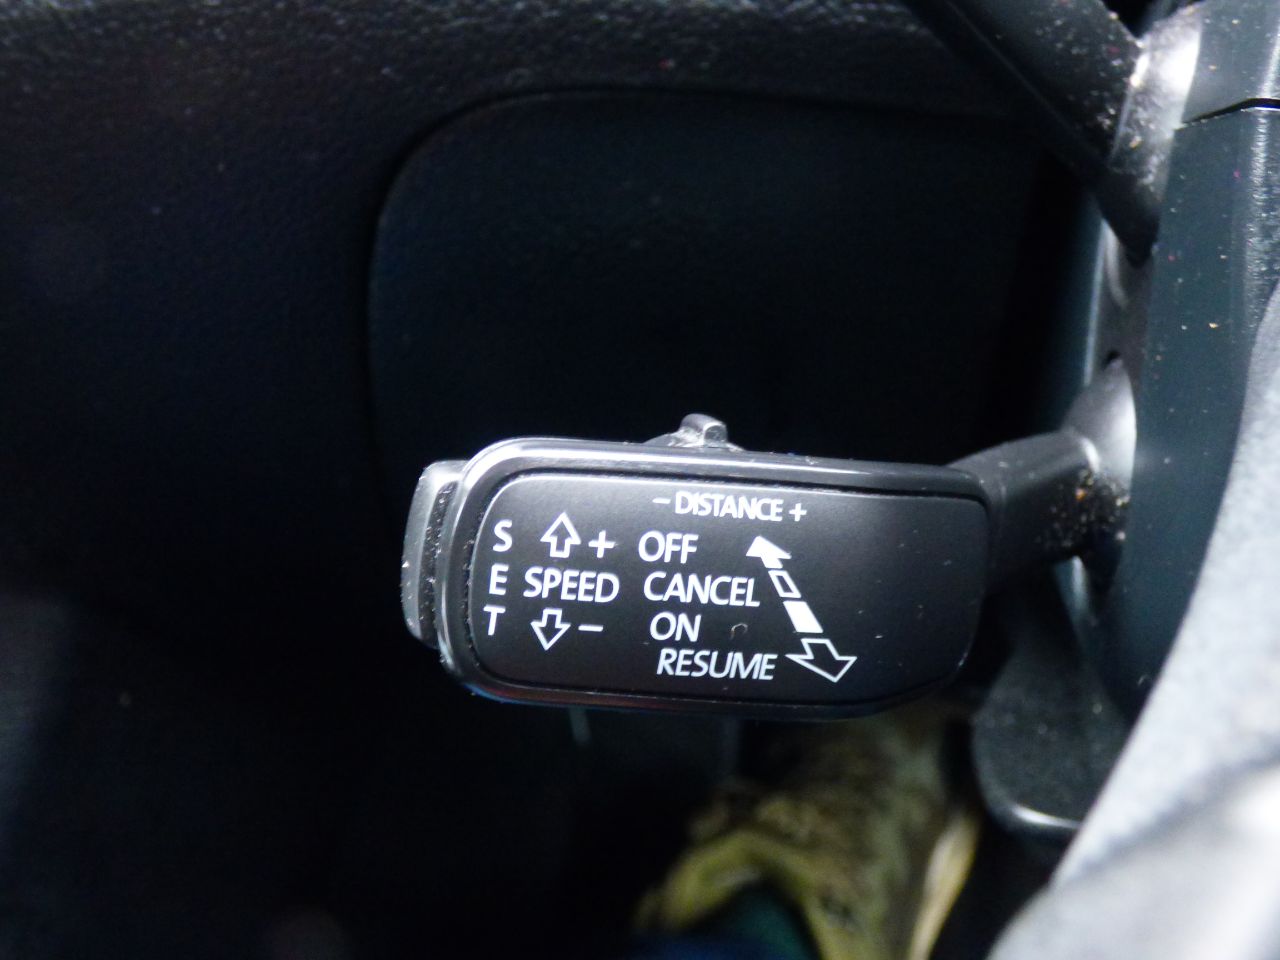 - DISTANCE +
S + OFF
E SPEED CANCEL
T - ON
RESUME